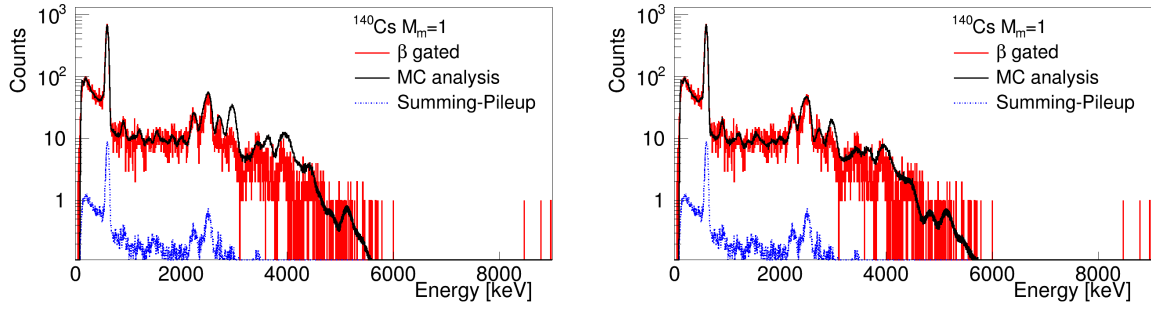 Counts
10³
10²
10
1
¹⁴⁰Cs Mₘ=1
β gated
MC analysis
Summing-Pileup
0 2000 4000 6000 8000
Energy [keV]
Counts
10³
10²
10
1
¹⁴⁰Cs Mₘ=1
β gated
MC analysis
Summing-Pileup
0 2000 4000 6000 8000
Energy [keV]